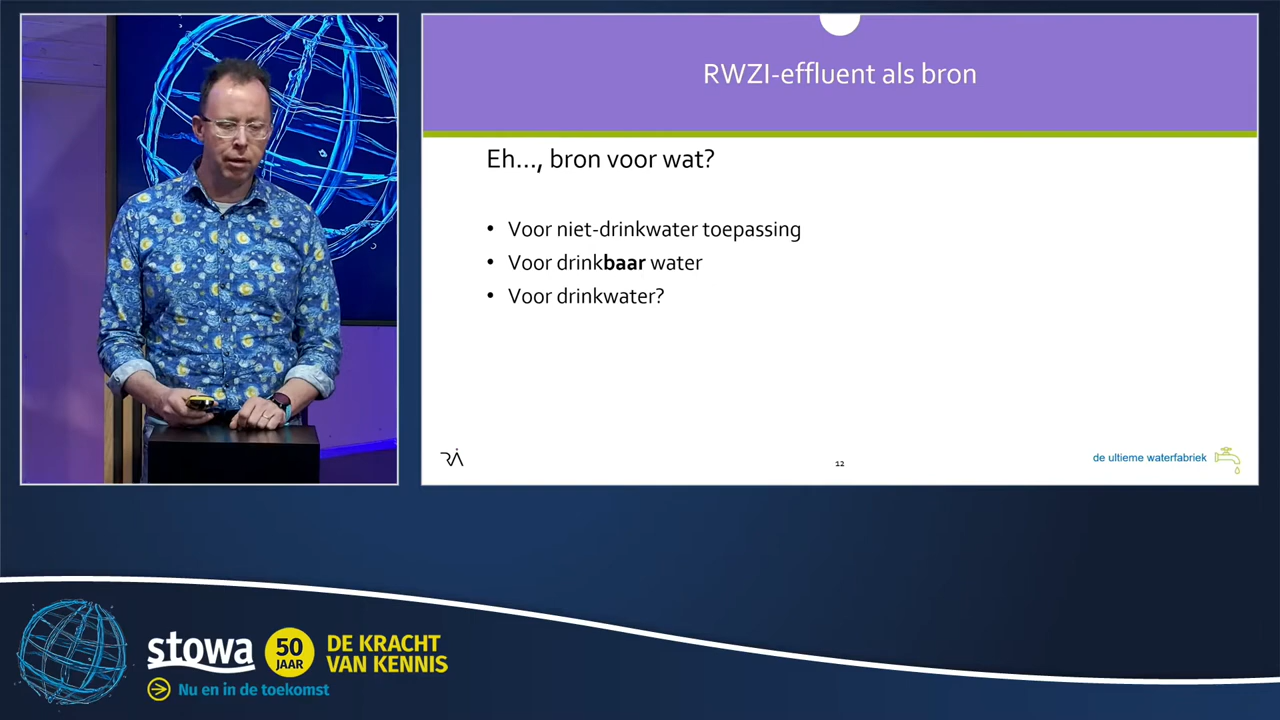 RWZI-effluent als bron
Eh..., bron voor wat?
• Voor niet-drinkwater toepassing
• Voor drinkbaar water
• Voor drinkwater?
12
de ultieme waterfabriek
stowa
50
JAAR
DE KRACHT
VAN KENNIS
Nu en in de toekomst